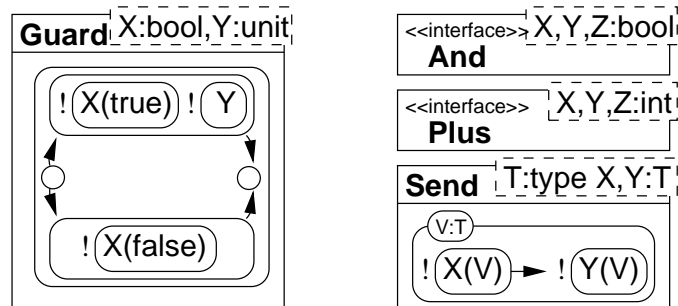 Guard X:bool,Y:unit
! X(true) ! Y
! X(false)
<<interface>> X,Y,Z:bool
And
<<interface>> X,Y,Z:int
Plus
Send T:type X,Y:T
V:T
! X(V) ! Y(V)